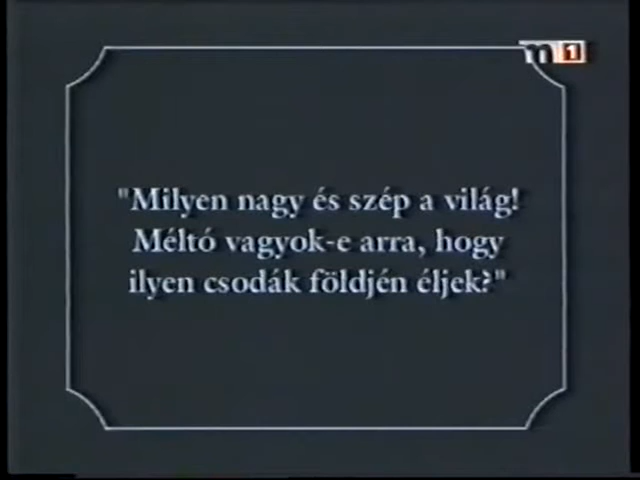 m1
"Milyen nagy és szép a világ!
Méltó vagyok-e arra, hogy
ilyen csodák földjén éljek?"